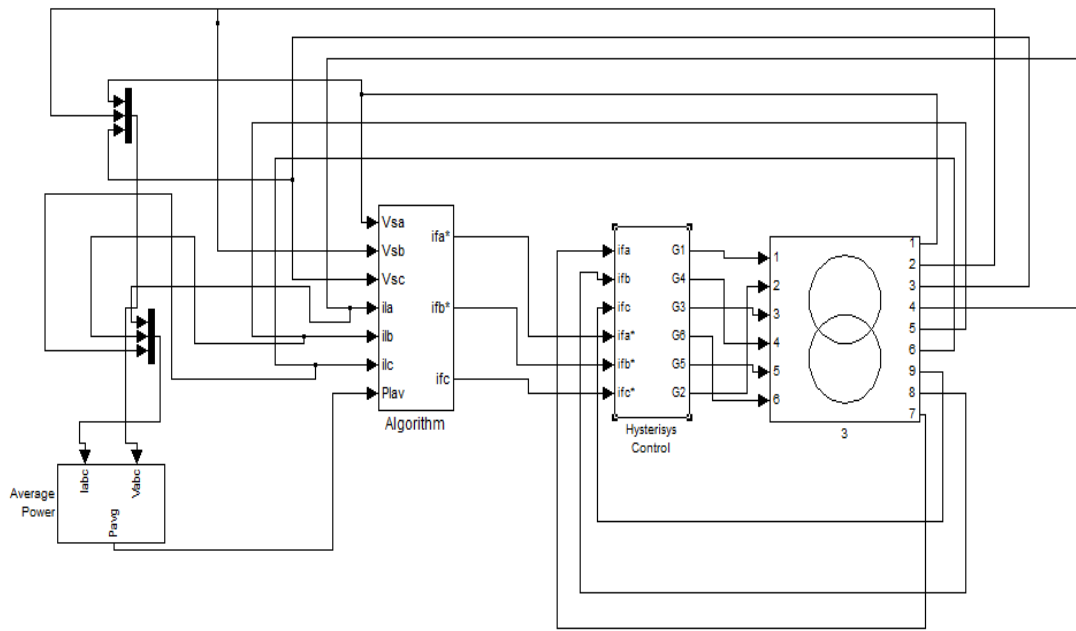 Vsa
Vsb
Vsc
ila
ilb
ilc
Plav
ifa*
ifb*
ifc
Algorithm
ifa
ifb
ifc
ifa*
ifb*
ifc*
G1
G4
G3
G6
G5
G2
Hysterisys
Control
1
2
3
4
5
6
1
2
3
4
5
6
9
8
7
3
Average
Power
Iabc
Vabc
Pavg